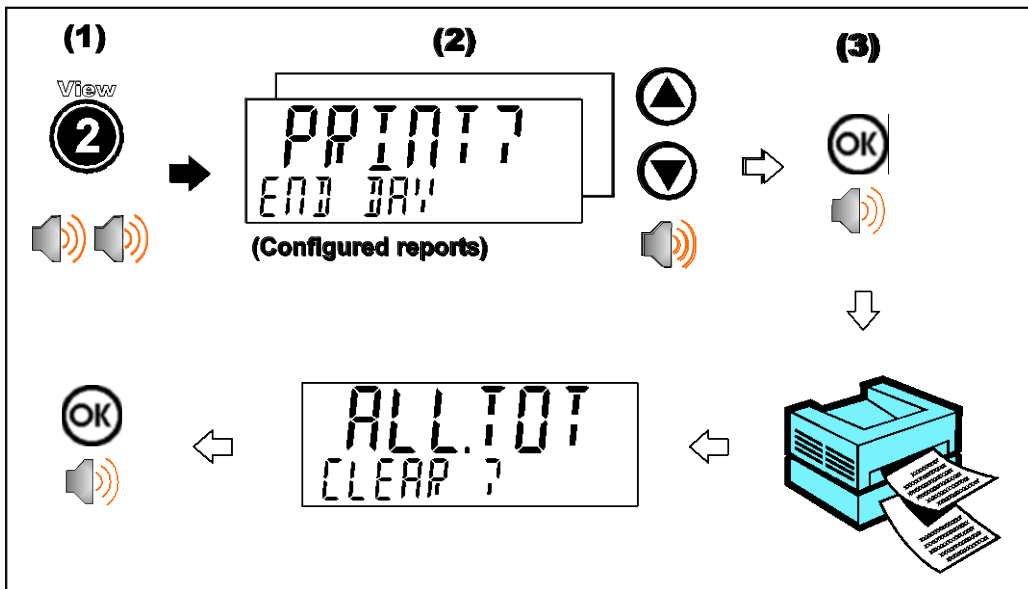 (1)
View
2
(2)
PRINT?
END DAY
(Configured reports)
(3)
OK
ALL.TOT
CLEAR ?
OK